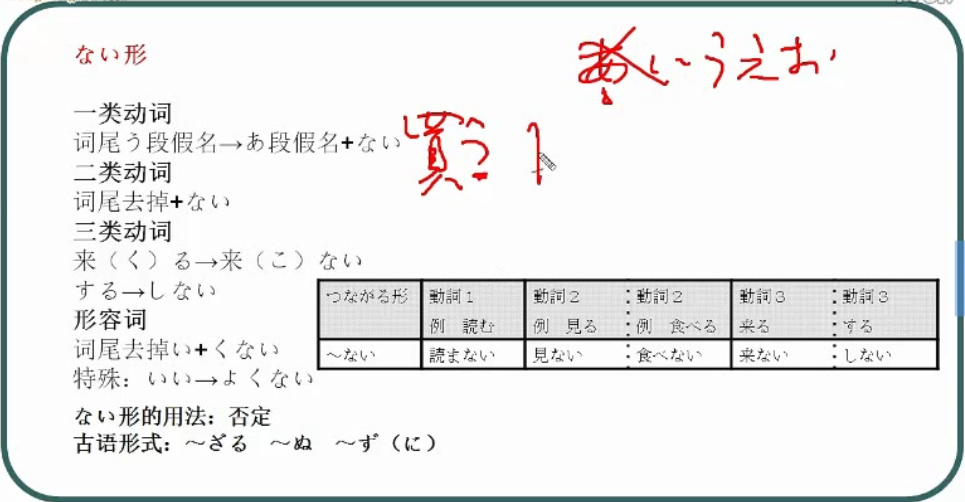 ない形
あいうえお
一类动词
词尾う段假名→あ段假名+ない
買う
二类动词
词尾去掉+ない
三类动词
来（く）る→来（こ）ない
する→しない
形容词
词尾去掉い+くない
特殊：いい→よくない
つながる形 動詞１ 動詞２ 動詞２ 動詞３ 動詞３
例　読む 例　見る 例　食べる 来る する
～ない 読まない 見ない 食べない 来ない しない
ない形的用法：否定
古语形式：～ざる　～ぬ　～ず（に）